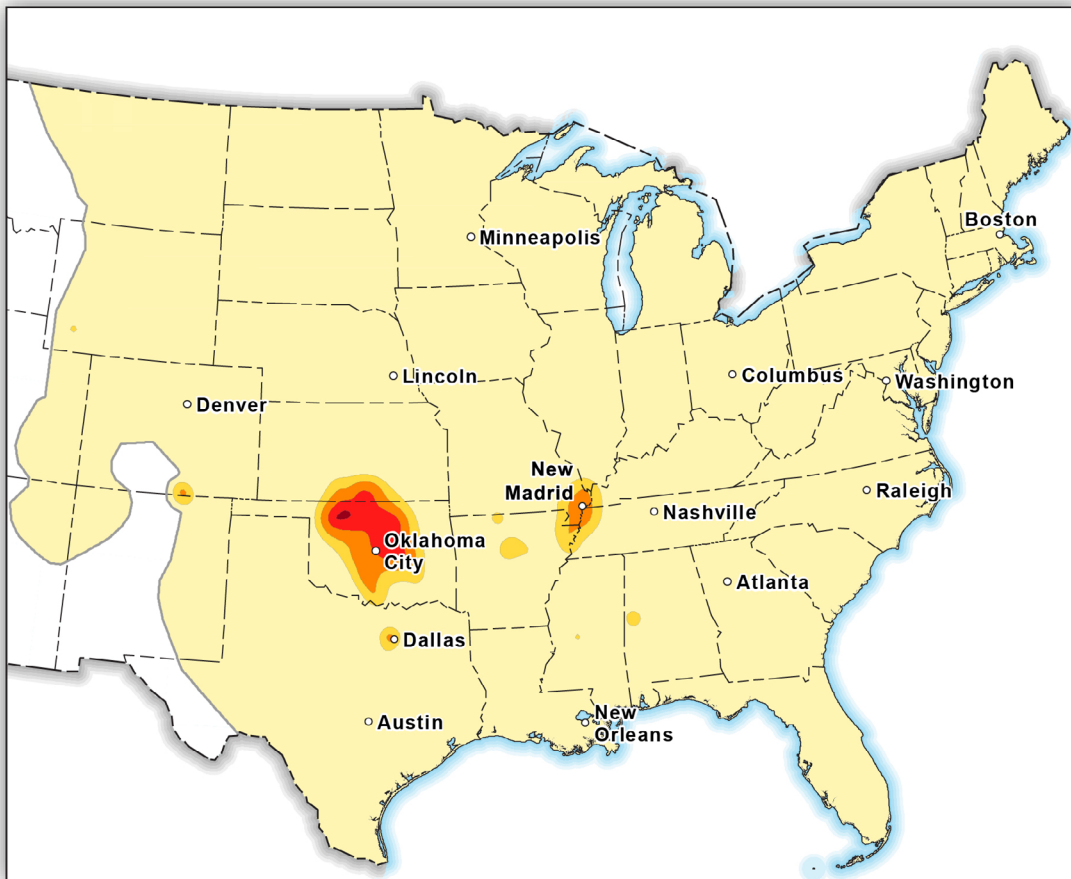 Boston
Minneapolis
Lincoln
Columbus
Washington
Denver
New
Madrid
Raleigh
Nashville
Oklahoma
City
Atlanta
Dallas
Austin
New
Orleans